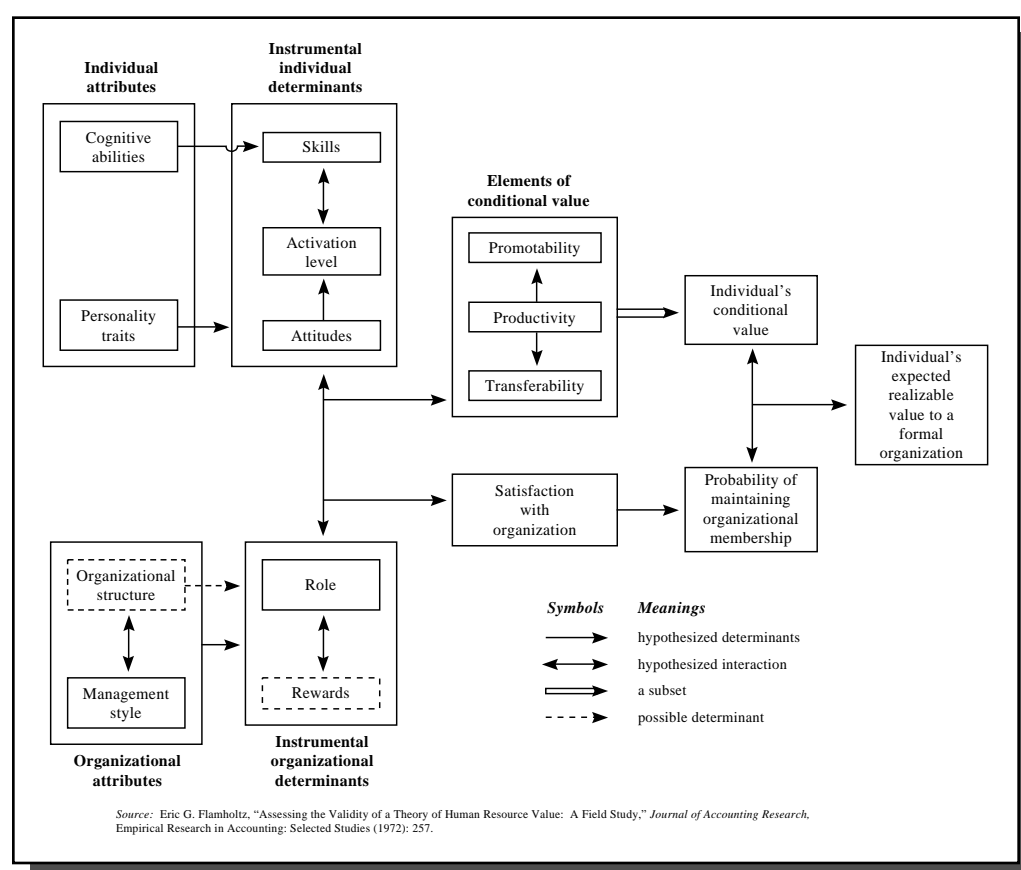 Individual
attributes
Cognitive
abilities
Personality
traits
Instrumental
individual
determinants
Skills
Activation
level
Attitudes
Elements of
conditional value
Promotability
Productivity
Transferability
Individual's
conditional
value
Individual's
expected
realizable
value to a
formal
organization
Satisfaction
with
organization
Probability of
maintaining
organizational
membership
Organizational
structure
Management
style
Organizational
attributes
Role
Rewards
Instrumental
organizational
determinants
Symbols Meanings
hypothesized determinants
hypothesized interaction
a subset
possible determinant
Source: Eric G. Flamholtz, “Assessing the Validity of a Theory of Human Resource Value: A Field Study,” Journal of Accounting Research,
Empirical Research in Accounting: Selected Studies (1972): 257.